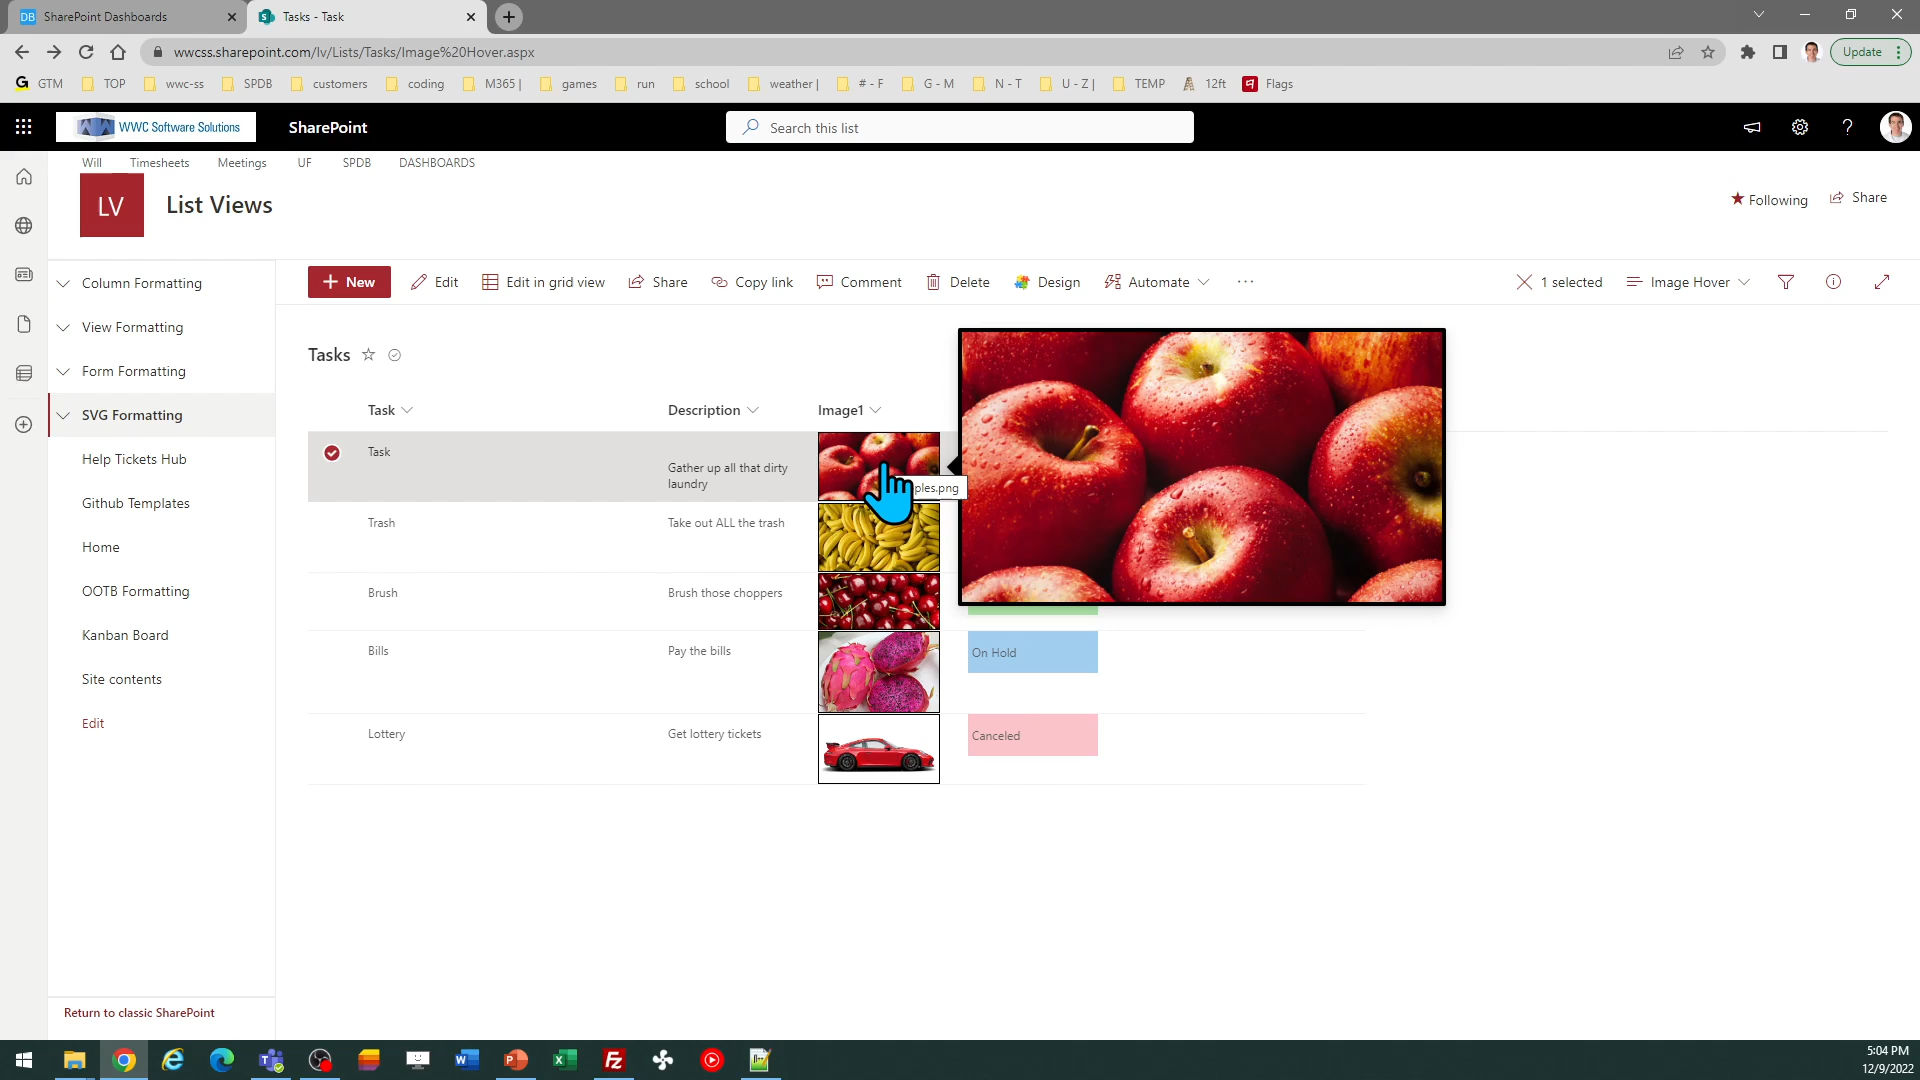 DB SharePoint Dashboards
S Tasks - Task
wwcss.sharepoint.com/lv/Lists/Tasks/Image%20Hover.aspx
Update
G GTM TOP wwc-ss SPDB customers coding M365 | games run school weather | # - F G - M N - T U - Z | TEMP 12ft Flags
WWC Software Solutions
SharePoint
Search this list
?
Will Timesheets Meetings UF SPDB DASHBOARDS
LV
List Views
Following
Share
Column Formatting
View Formatting
Form Formatting
SVG Formatting
Help Tickets Hub
Github Templates
Home
OOTB Formatting
Kanban Board
Site contents
Edit
Return to classic SharePoint
New Edit Edit in grid view Share Copy link Comment Delete Design Automate ... 1 selected Image Hover
Tasks
Task Description Image1
Task
Gather up all that dirty
laundry
ples.png
Trash Take out ALL the trash
Brush Brush those choppers
Bills Pay the bills On Hold
Lottery Get lottery tickets Canceled
5:04 PM
12/9/2022